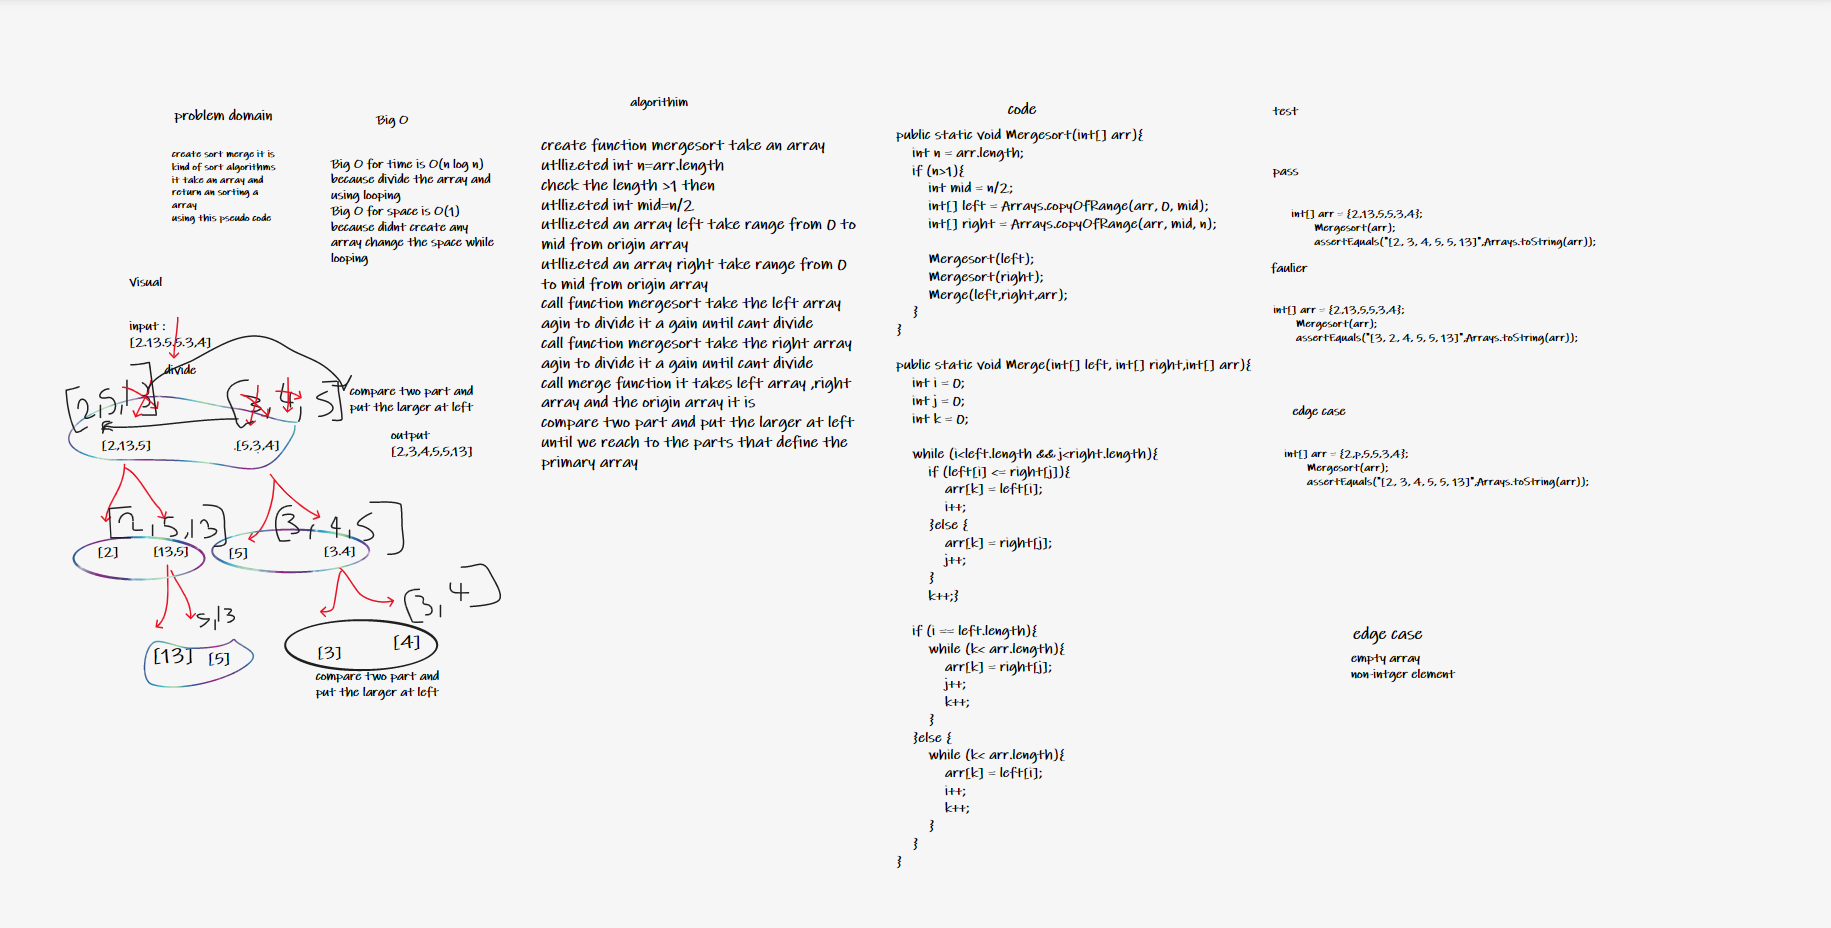 problem domain
create sort merge it is
kind of sort algorithms
it take an array and
return an sorting a
array
using this pseudo code
Big O
Big O for time is O(n log n)
because divide the array and
using looping
Big O for space is O(1)
because didnt create any
array change the space while
looping
Visual
input :
[2.13.5,5.3,4]
divide
[2,5,13]
[3,4,5]
compare two part and
put the larger at left
[2,13,5]
.[5,3,4]
output
[2,3,4,5,5,13]
[2,5,13]
[3,4,5]
[2]
[13,5]
[5]
[3.4]
5,13
[3,4]
[13]
[5]
[3]
[4]
compare two part and
put the larger at left
algorithim
create function mergesort take an array
utllizeted int n=arr.length
check the length >1 then
utllizeted int mid=n/2
utllizeted an array left take range from 0 to
mid from origin array
utllizeted an array right take range from 0
to mid from origin array
call function mergesort take the left array
agin to divide it a gain until cant divide
call function mergesort take the right array
agin to divide it a gain until cant divide
call merge function it takes left array ,right
array and the origin array it is
compare two part and put the larger at left
until we reach to the parts that define the
primary array
code
public static void Mergesort(int[] arr){
int n = arr.length;
if (n>1){
int mid = n/2;
int[] left = Arrays.copyOfRange(arr, 0, mid);
int[] right = Arrays.copyOfRange(arr, mid, n);
Mergesort(left);
Mergesort(right);
Merge(left,right,arr);
}
}
public static void Merge(int[] left, int[] right,int[] arr){
int i = 0;
int j = 0;
int k = 0;
while (i<left.length && j<right.length){
if (left[i] <= right[j]){
arr[k] = left[i];
i++;
}else {
arr[k] = right[j];
j++;
}
k++;}
if (i == left.length){
while (k< arr.length){
arr[k] = right[j];
j++;
k++;
}
}else {
while (k< arr.length){
arr[k] = left[i];
i++;
k++;
}
}
}
test
pass
int[] arr = {2,13,5,5,3,4};
Mergesort(arr);
assertEquals("[2, 3, 4, 5, 5, 13]",Arrays.toString(arr));
faulier
int[] arr = {2,13,5,5,3,4};
Mergesort(arr);
assertEquals("[3, 2, 4, 5, 5, 13]",Arrays.toString(arr));
edge case
int[] arr = {2,p,5,5,3,4};
Mergesort(arr);
assertEquals("[2, 3, 4, 5, 5, 13]",Arrays.toString(arr));
edge case
empty array
non-intger element